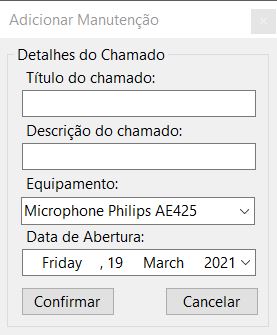 Adicionar Manutenção
Detalhes do Chamado
Título do chamado:
Descrição do chamado:
Equipamento:
Microphone Philips AE425
Data de Abertura:
Friday , 19 March 2021
Confirmar Cancelar